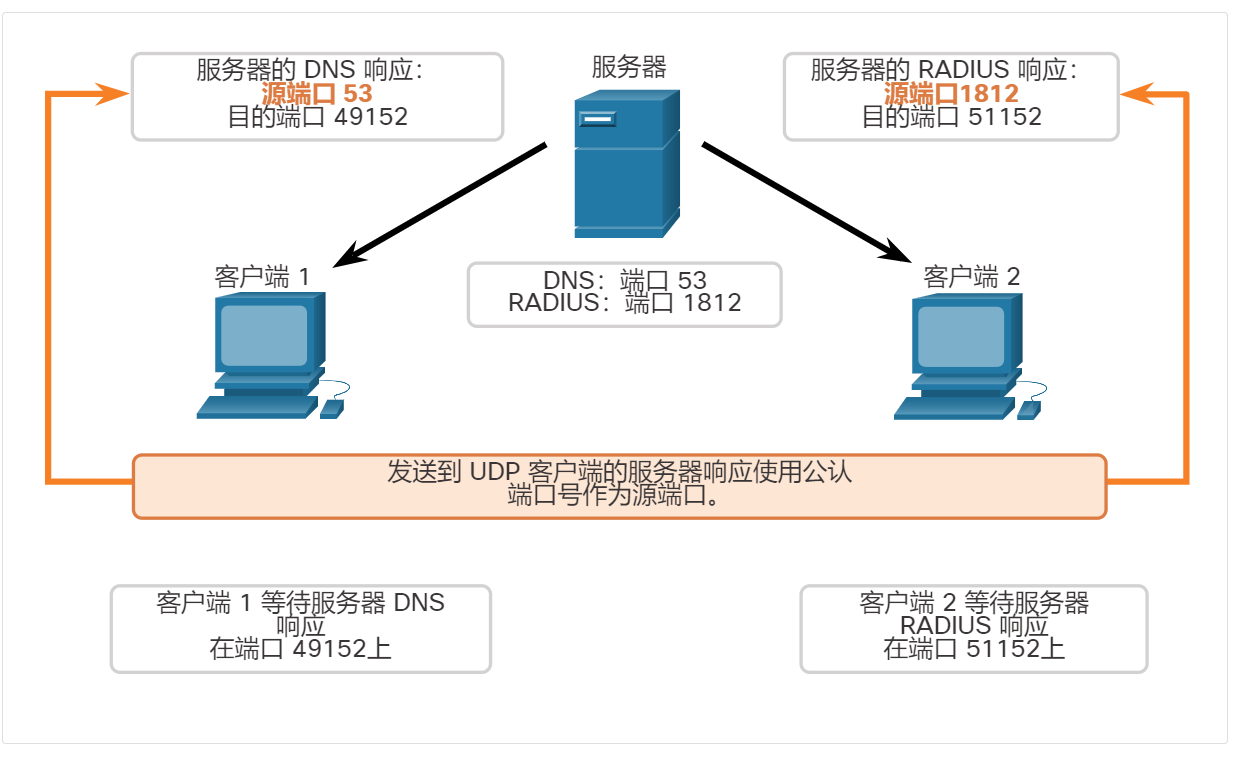 服务器的 DNS 响应：
源端口 53
目的端口 49152
服务器
服务器的 RADIUS 响应：
源端口1812
目的端口 51152
客户端 1
DNS：端口 53
RADIUS：端口 1812
客户端 2
发送到 UDP 客户端的服务器响应使用公认
端口号作为源端口。
客户端 1 等待服务器 DNS
响应
在端口 49152上
客户端 2 等待服务器
RADIUS 响应
在端口 51152上